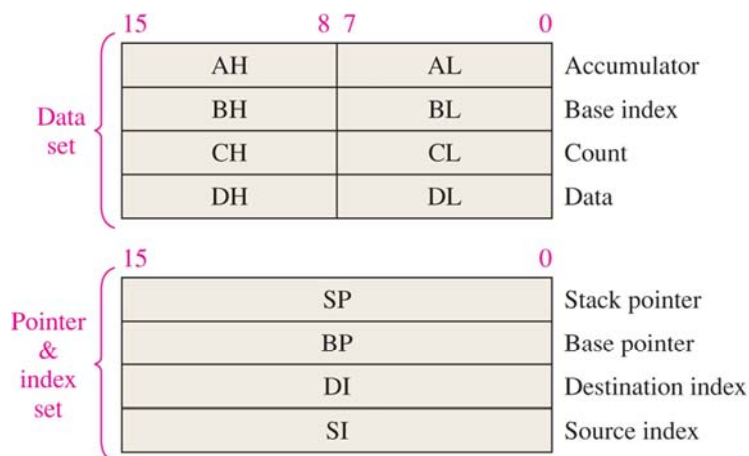 15 8 7 0
AH AL Accumulator
BH BL Base index
CH CL Count
DH DL Data
Data
set
15 0
SP Stack pointer
BP Base pointer
DI Destination index
SI Source index
Pointer
&
index
set